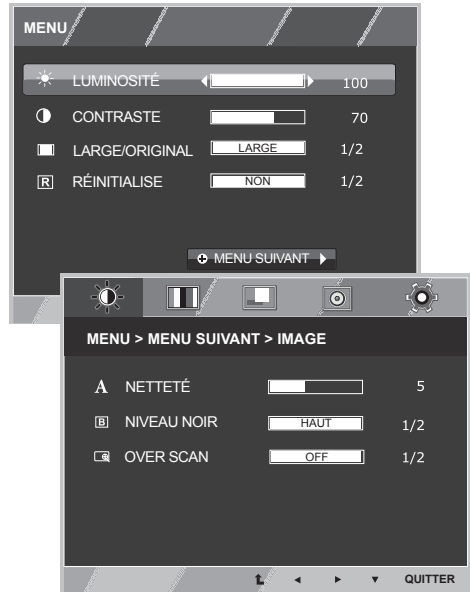 MENU
LUMINOSITÉ 100
CONTRASTE 70
LARGE/ORIGINAL LARGE 1/2
R RÉINITIALISE NON 1/2
MENU SUIVANT
MENU > MENU SUIVANT > IMAGE
A NETTETÉ 5
B NIVEAU NOIR HAUT 1/2
OVER SCAN OFF 1/2
QUITTER